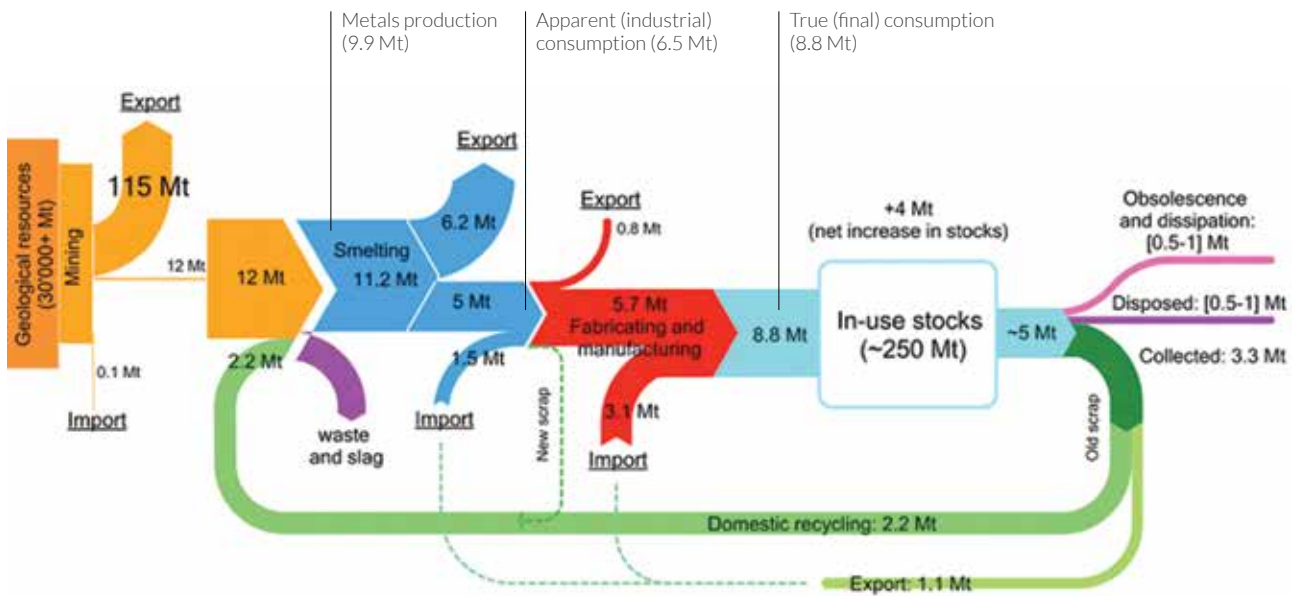 Metals production
(9.9 Mt)
Apparent (industrial)
consumption (6.5 Mt)
True (final) consumption
(8.8 Mt)
Geological resources
(30'000+ Mt)
Mining
Export
115 Mt
12 Mt
0.1 Mt
Import
12 Mt
2.2 Mt
waste
and slag
Smelting
11.2 Mt
Export
6.2 Mt
5 Mt
1.5 Mt
Import
New scrap
Export
0.8 Mt
5.7 Mt
Fabricating and
manufacturing
3.1 Mt
Import
8.8 Mt
+4 Mt
(net increase in stocks)
In-use stocks
(~250 Mt)
~5 Mt
Obsolescence
and dissipation:
[0.5-1] Mt
Disposed: [0.5-1] Mt
Collected: 3.3 Mt
Old scrap
Domestic recycling: 2.2 Mt
Export: 1.1 Mt